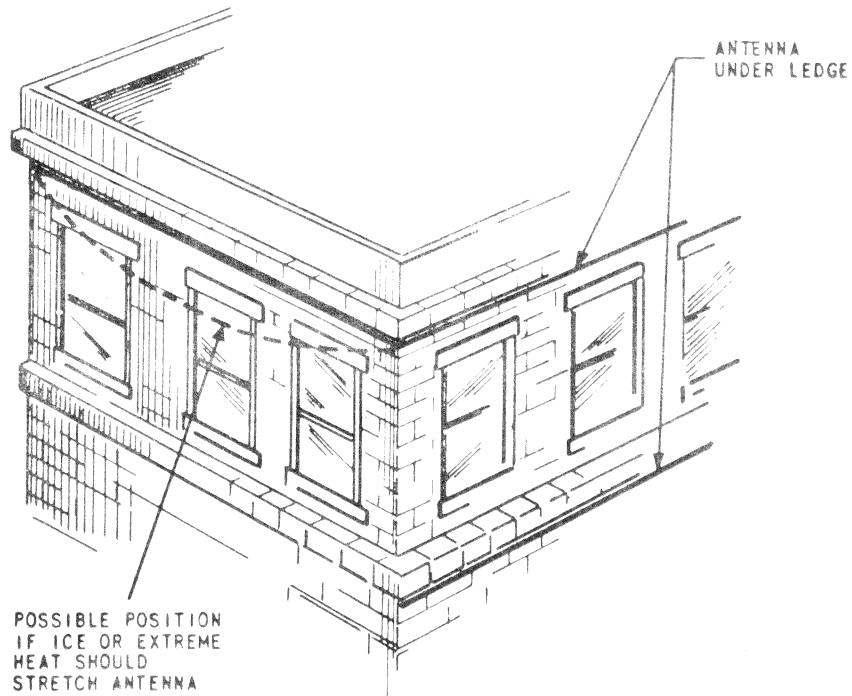 ANTENNA
UNDER LEDGE
POSSIBLE POSITION
IF ICE OR EXTREME
HEAT SHOULD
STRETCH ANTENNA